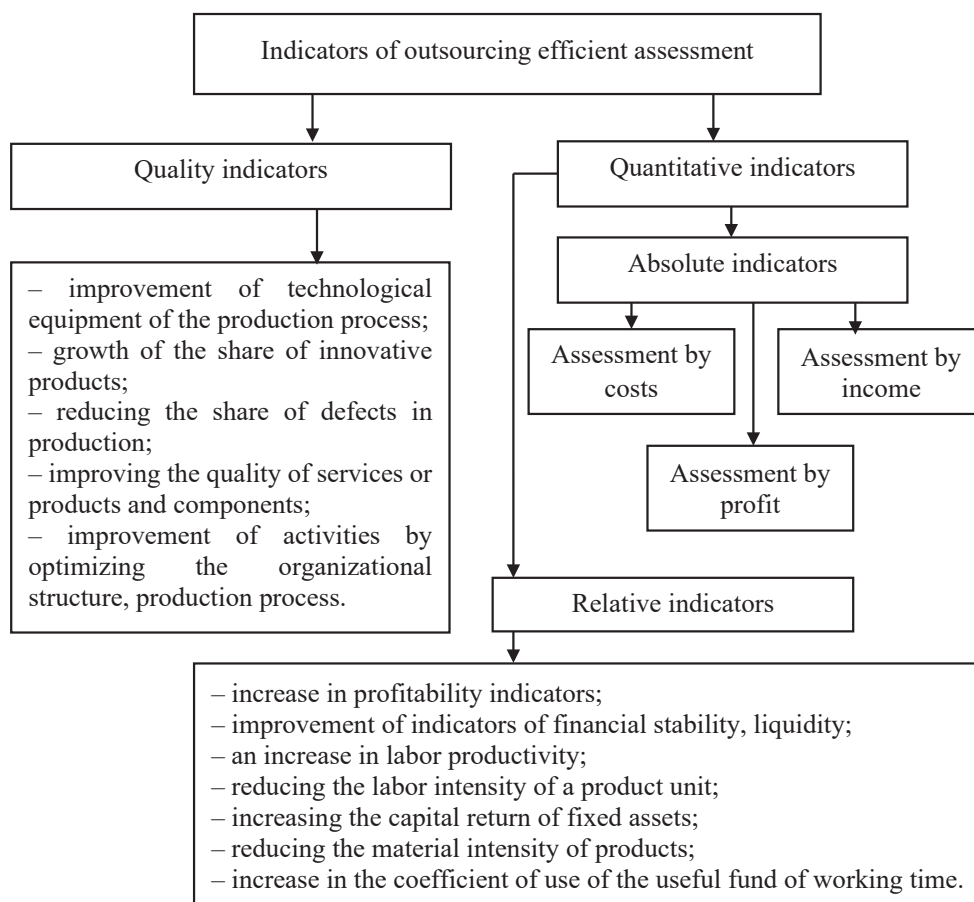 Indicators of outsourcing efficient assessment
Quality indicators
– improvement of technological
equipment of the production process;
– growth of the share of innovative
products;
– reducing the share of defects in
production;
– improving the quality of services or
products and components;
– improvement of activities by
optimizing the organizational
structure, production process.
Quantitative indicators
Absolute indicators
Assessment by
costs
Assessment by
profit
Assessment by
income
Relative indicators
– increase in profitability indicators;
– improvement of indicators of financial stability, liquidity;
– an increase in labor productivity;
– reducing the labor intensity of a product unit;
– increasing the capital return of fixed assets;
– reducing the material intensity of products;
– increase in the coefficient of use of the useful fund of working time.